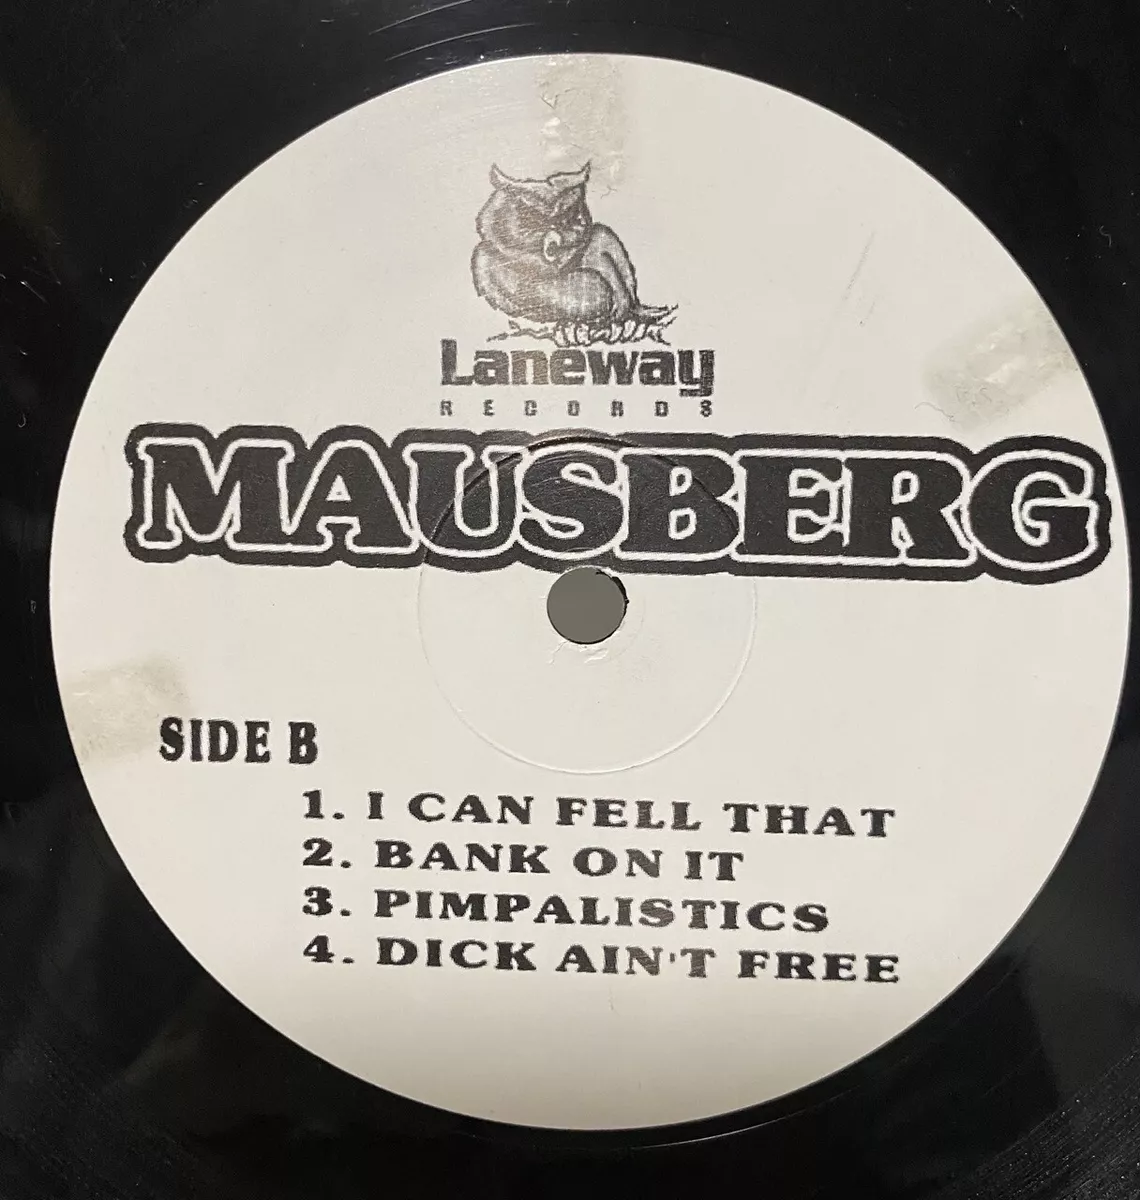 Laneway
RECORDS
MAUSBERG
SIDE B
1. I CAN FELL THAT
2. BANK ON IT
3. PIMPALISTICS
4. DICK AIN'T FREE